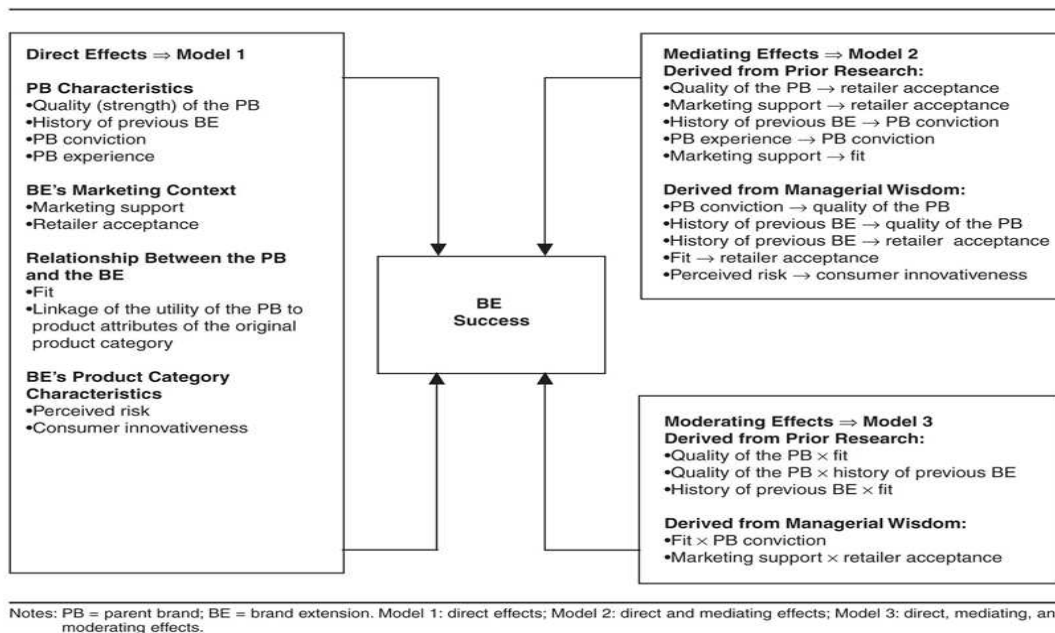 Direct Effects ⇒ Model 1
PB Characteristics
•Quality (strength) of the PB
•History of previous BE
•PB conviction
•PB experience
BE's Marketing Context
•Marketing support
•Retailer acceptance
Relationship Between the PB
and the BE
•Fit
•Linkage of the utility of the PB to
product attributes of the original
product category
BE's Product Category
Characteristics
•Perceived risk
•Consumer innovativeness
BE
Success
Mediating Effects ⇒ Model 2
Derived from Prior Research:
•Quality of the PB → retailer acceptance
•Marketing support → retailer acceptance
•History of previous BE → PB conviction
•PB experience → PB conviction
•Marketing support → fit
Derived from Managerial Wisdom:
•PB conviction → quality of the PB
•History of previous BE → quality of the PB
•History of previous BE → retailer acceptance
•Fit → retailer acceptance
•Perceived risk → consumer innovativeness
Moderating Effects ⇒ Model 3
Derived from Prior Research:
•Quality of the PB × fit
•Quality of the PB × history of previous BE
•History of previous BE × fit
Derived from Managerial Wisdom:
•Fit × PB conviction
•Marketing support × retailer acceptance
Notes: PB = parent brand; BE = brand extension. Model 1: direct effects; Model 2: direct and mediating effects; Model 3: direct, mediating, an
moderating effects.